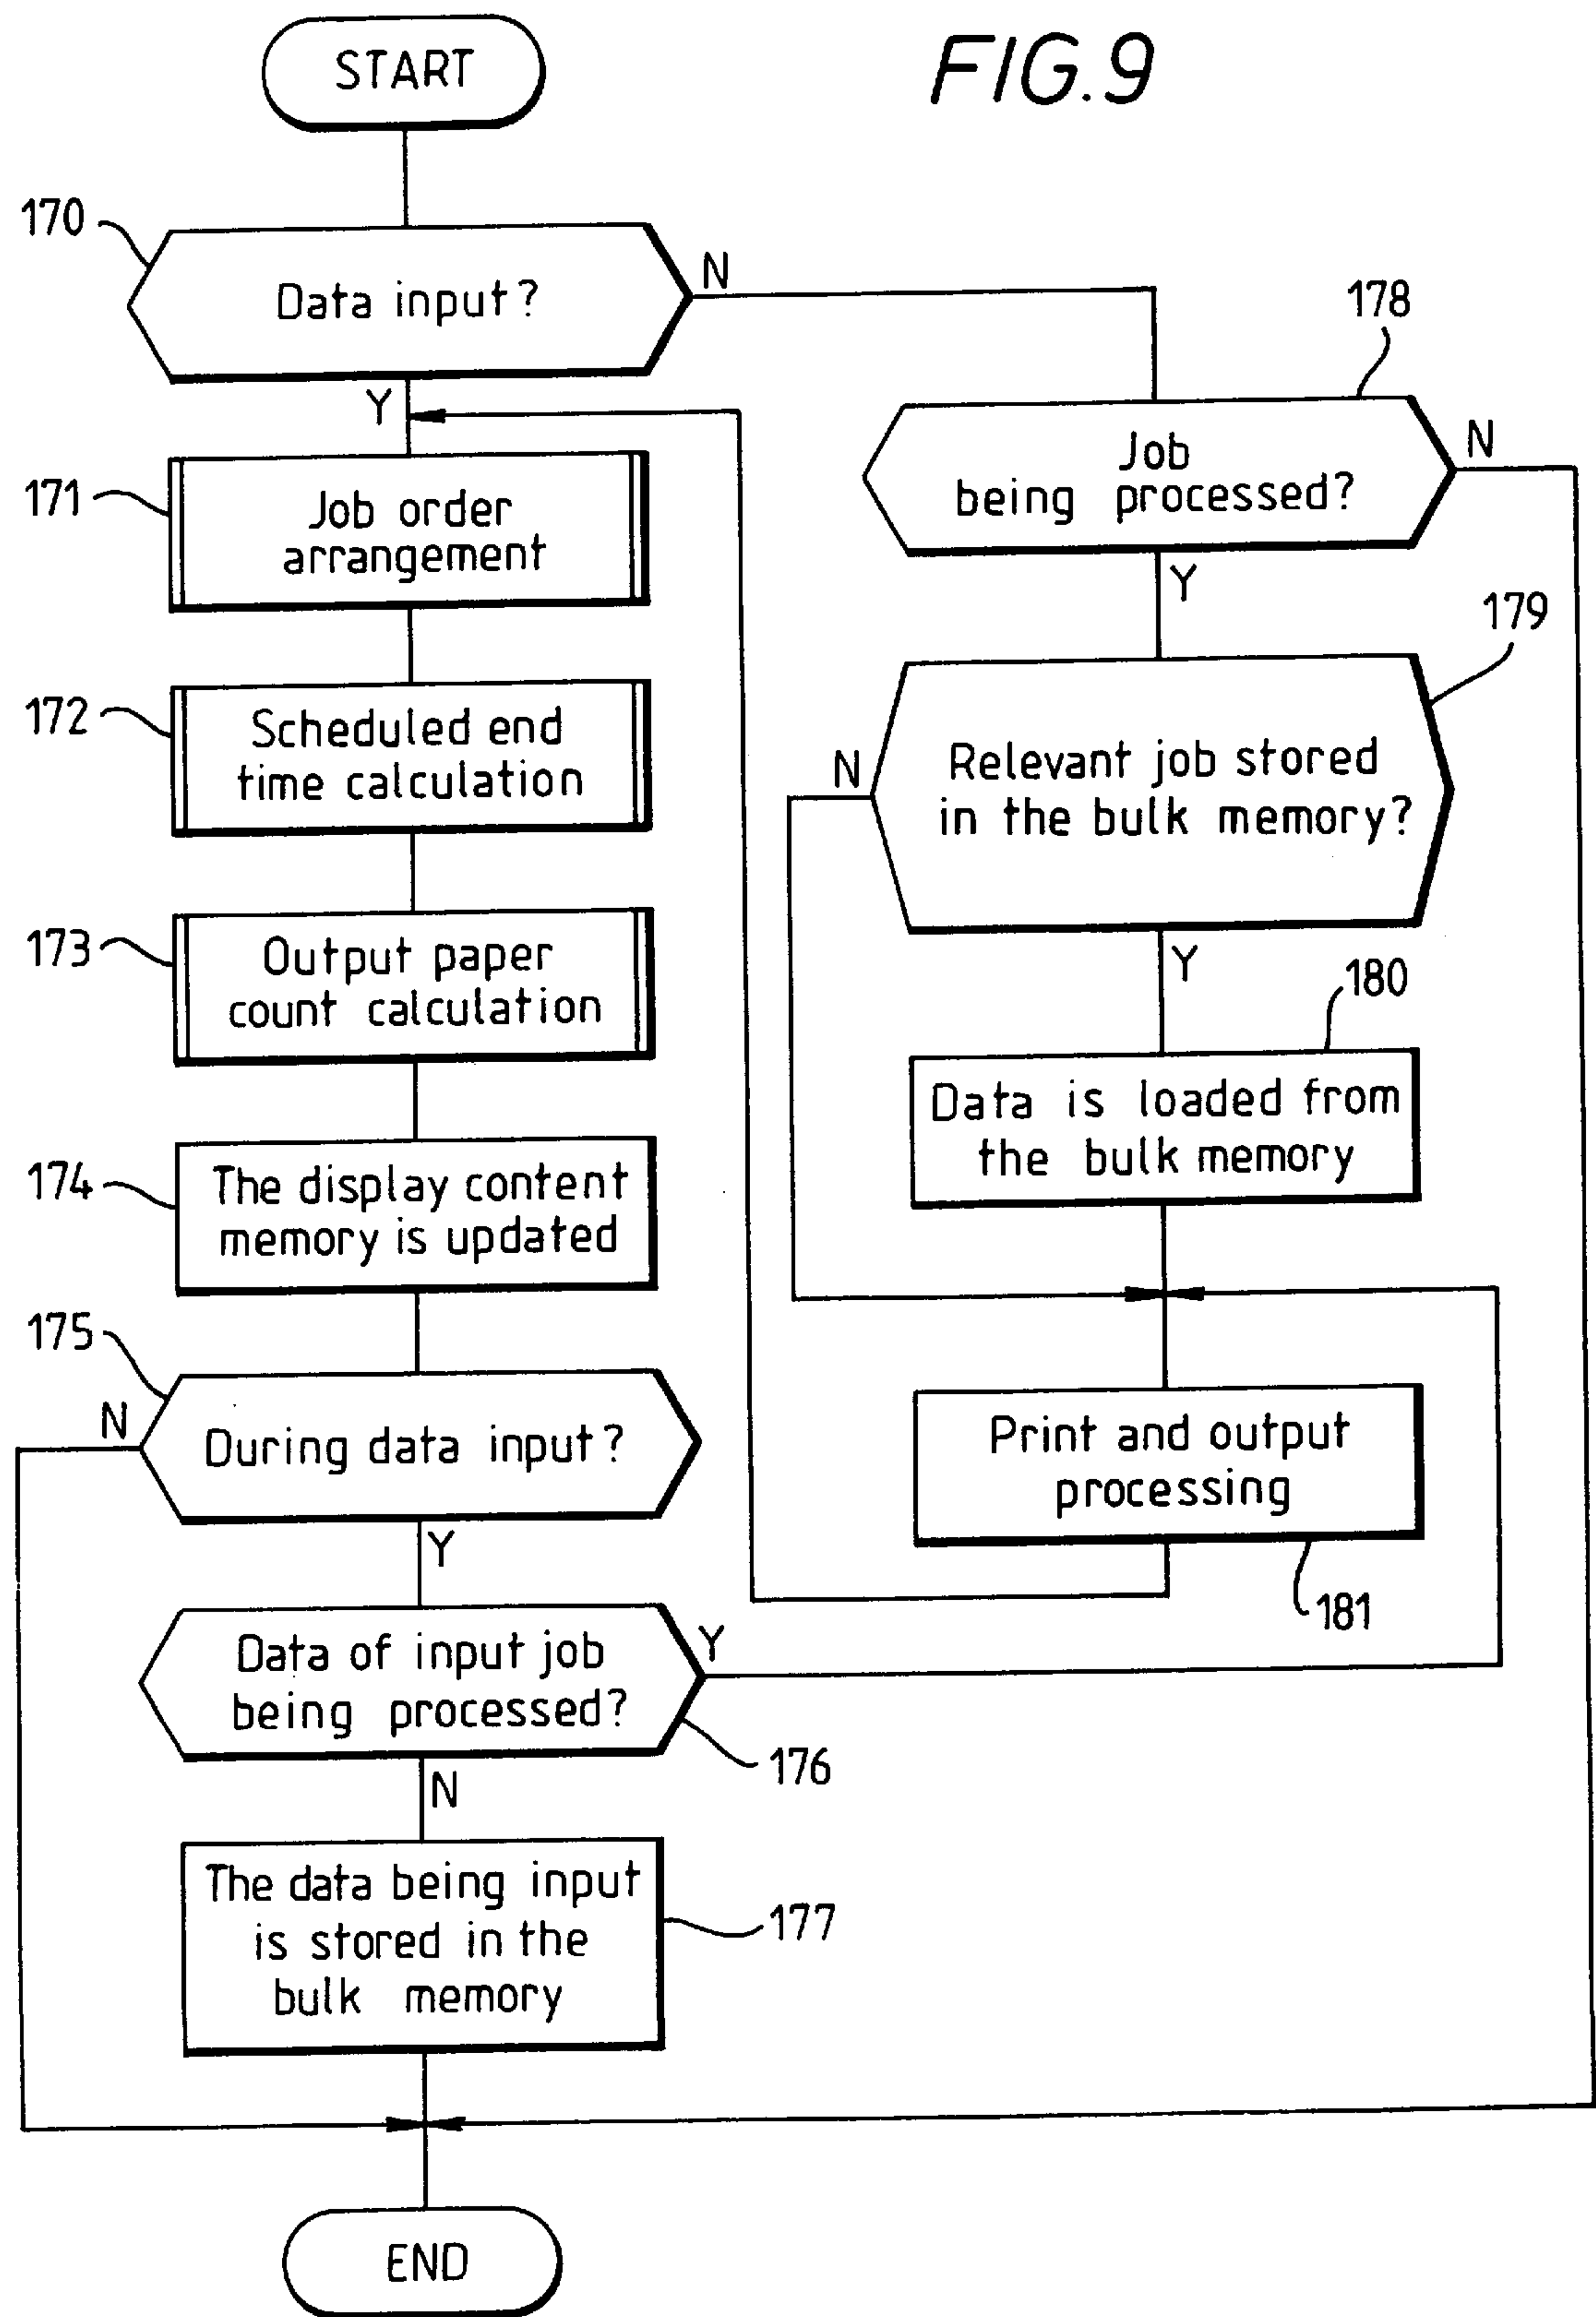 START
FIG.9
170
Data input?
N
Y
178
Job
being processed?
N
Y
171
Job order
arrangement
172
Scheduled end
time calculation
179
Relevant job stored
in the bulk memory?
N
Y
173
Output paper
count calculation
180
Data is loaded from
the bulk memory
174
The display content
memory is updated
175
During data input?
N
Y
Print and output
processing
181
Data of input job
being processed?
Y
176
N
The data being input
is stored in the
bulk memory
177
END